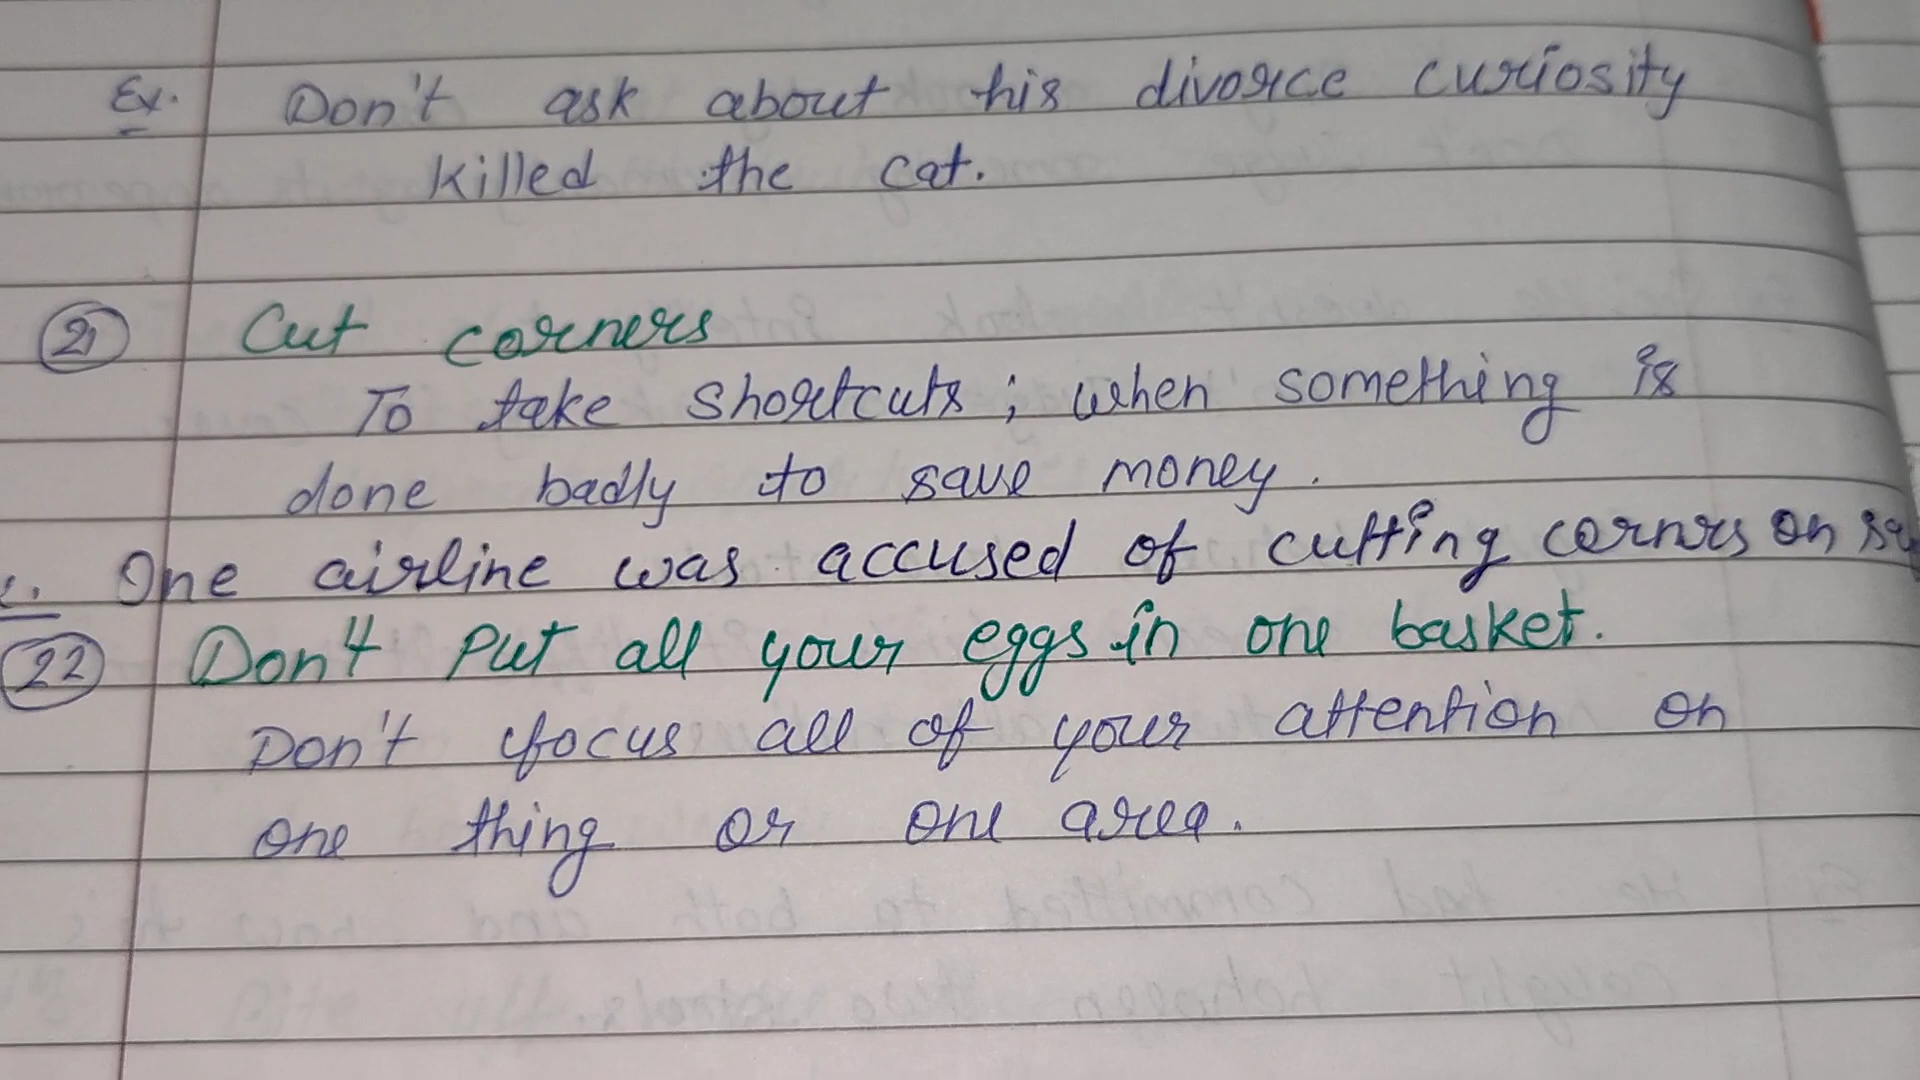 Ex. Don't ask about his divorce curiosity
killed the cat.
21 Cut corners
To take shortcuts; when something is
done badly to save money.
One airline was accused of cutting corners on
22 Don't Put all your eggs in one basket.
Don't focus all of your attention on
one thing or one area.